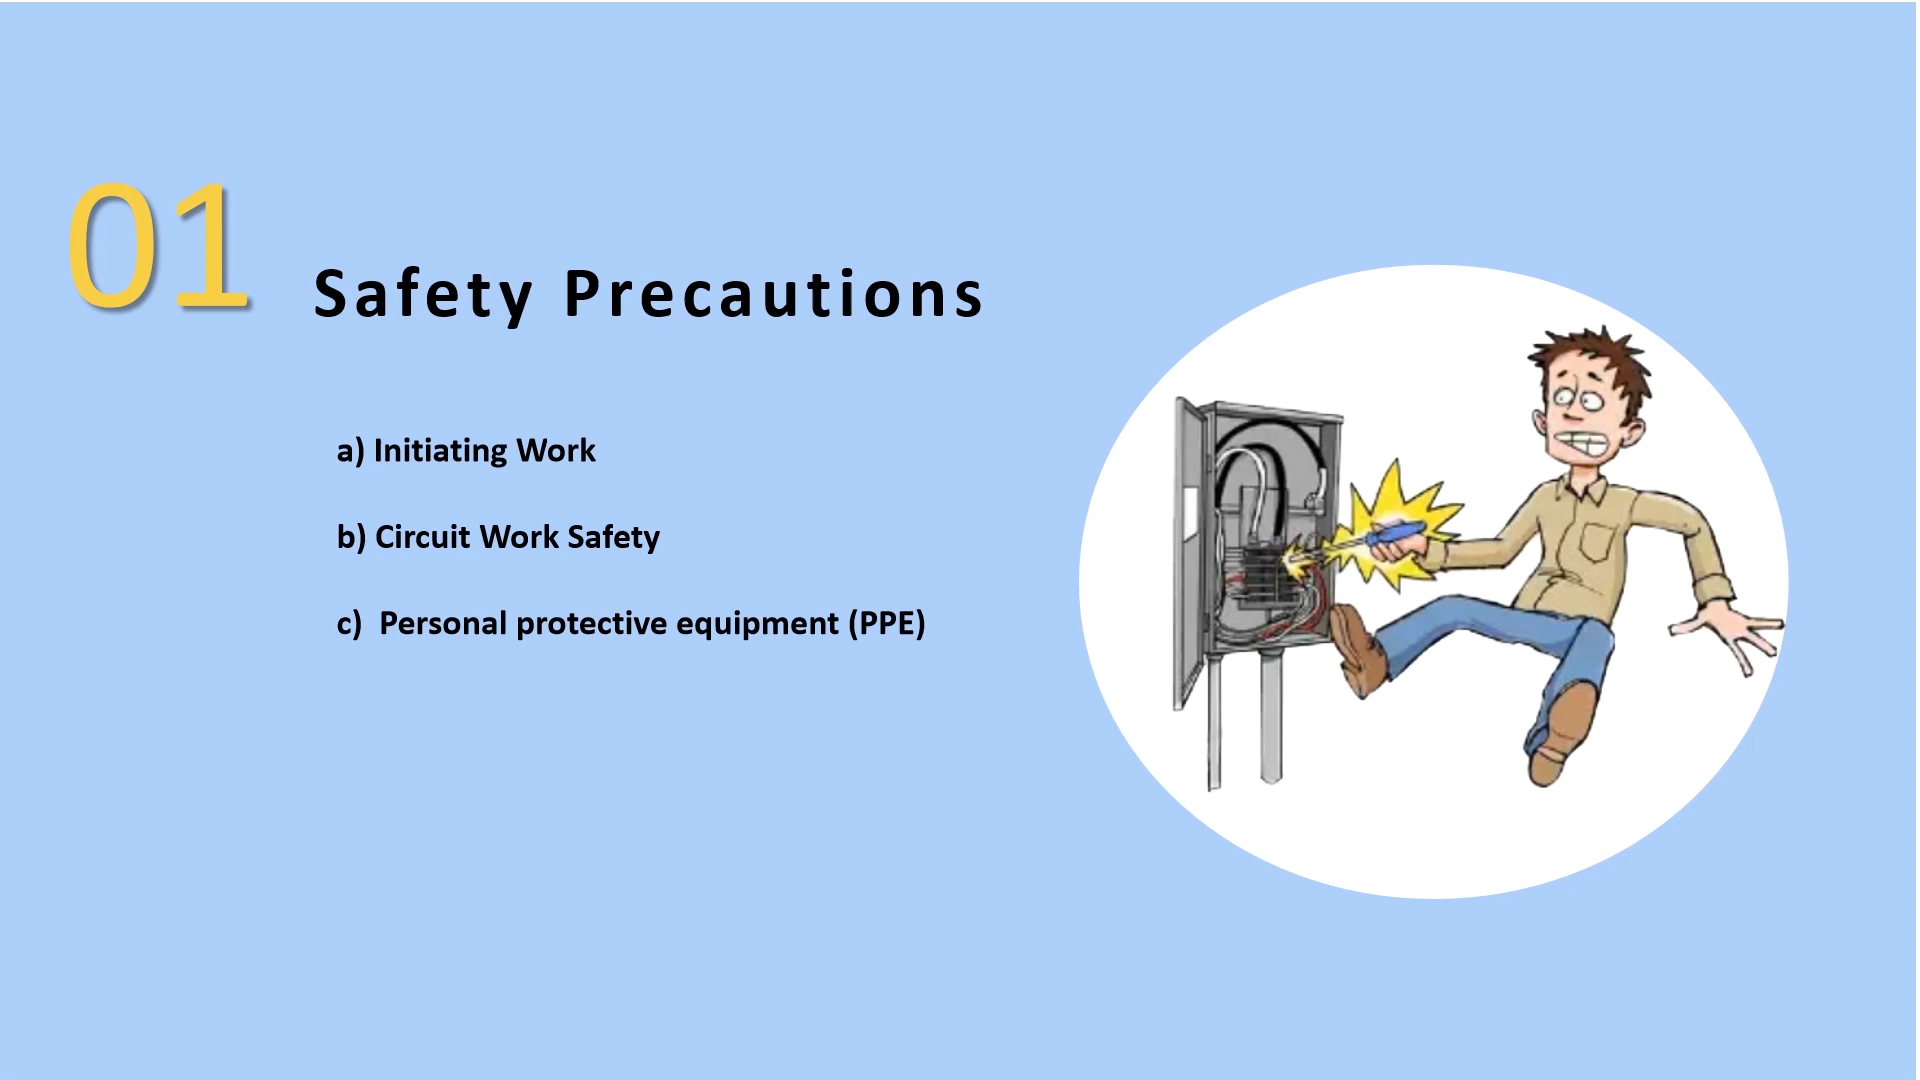 01
Safety Precautions
a) Initiating Work
b) Circuit Work Safety
c) Personal protective equipment (PPE)